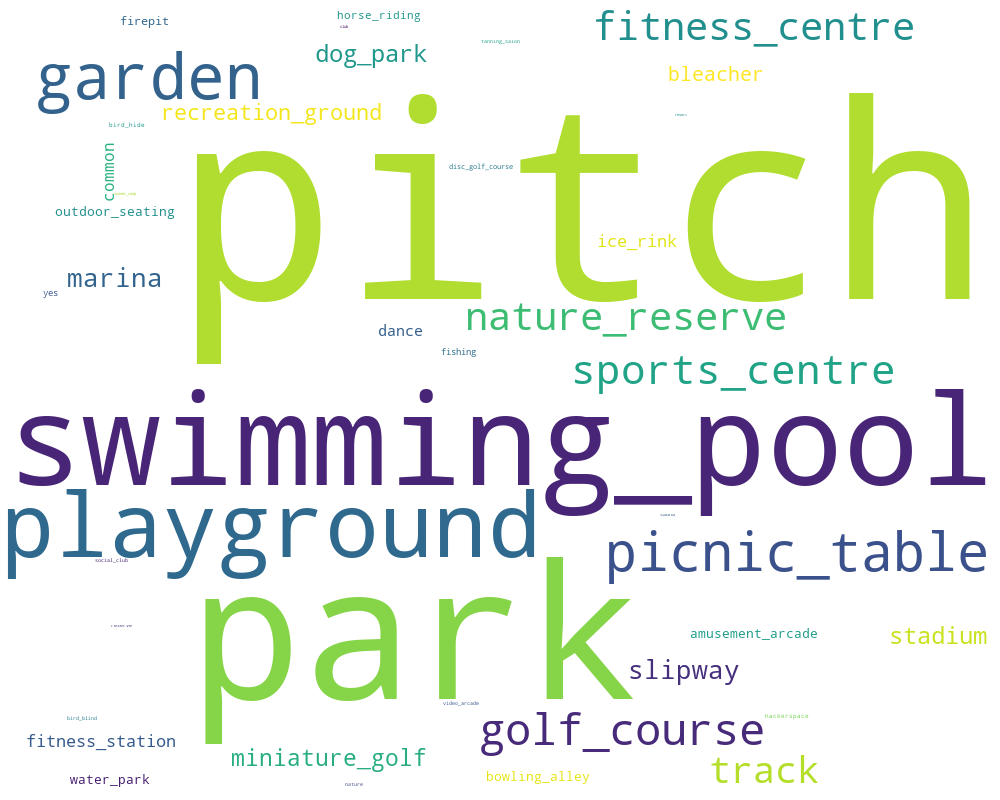 firepit
horse_riding
club
fitness_centre
dog_park
tanning_salon
garden
bleacher
recreation_ground
pitch
bird_hide
common
disc_golf_course
outdoor_seating
ice_rink
marina
yes
nature_reserve
dance
fishing
sports_centre
swimming_pool
playground
picnic_table
social_club
park
amusement_arcade
stadium
slipway
video_arcade
bird_blind
hackerspace
golf_course
fitness_station
miniature_golf
track
water_park
bowling_alley
nature